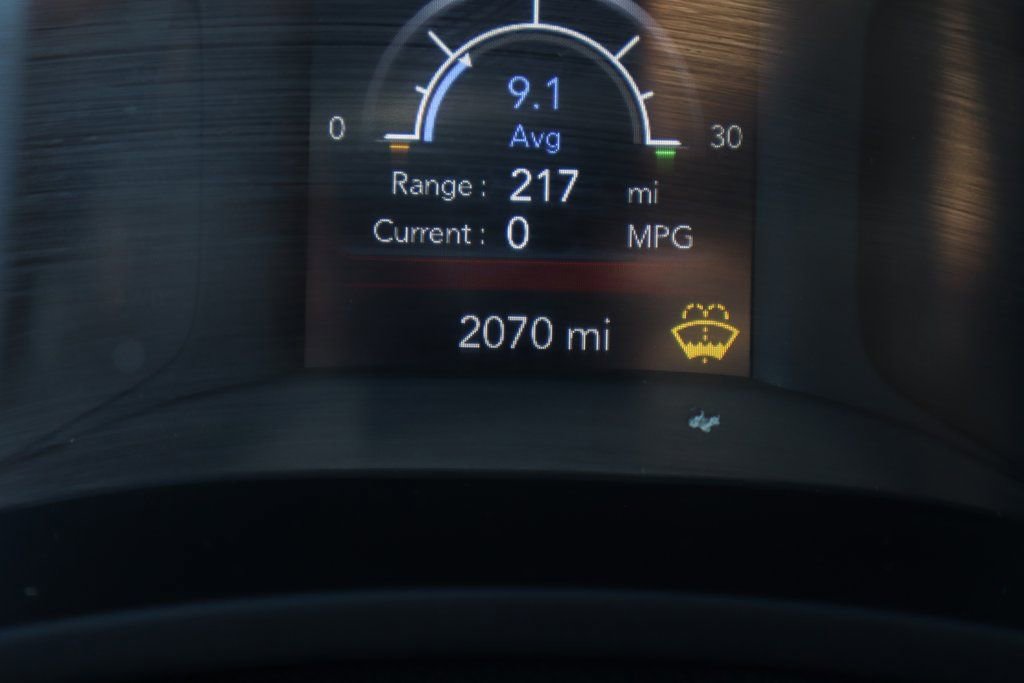 9.1
Avg
0 30
Range : 217 mi
Current : 0 MPG
2070 mi